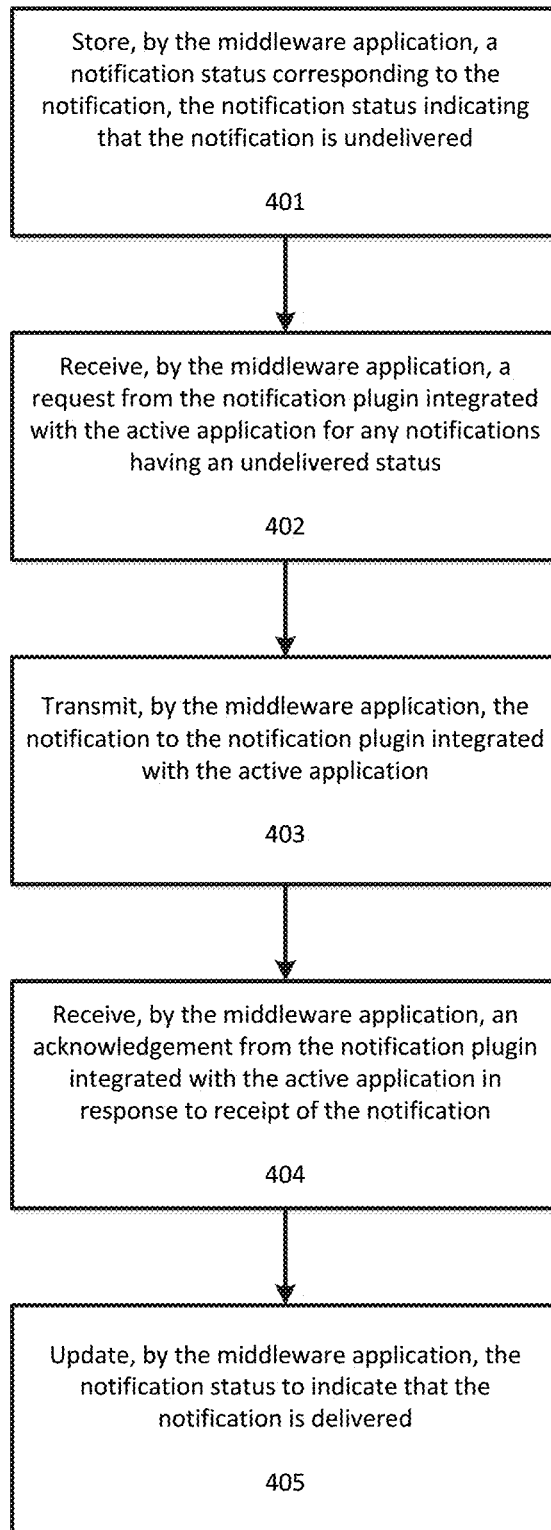 Store, by the middleware application, a
notification status corresponding to the
notification, the notification status indicating
that the notification is undelivered
401
Receive, by the middleware application, a
request from the notification plugin integrated
with the active application for any notifications
having an undelivered status
402
Transmit, by the middleware application, the
notification to the notification plugin integrated
with the active application
403
Receive, by the middleware application, an
acknowledgement from the notification plugin
integrated with the active application in
response to receipt of the notification
404
Update, by the middleware application, the
notification status to indicate that the
notification is delivered
405